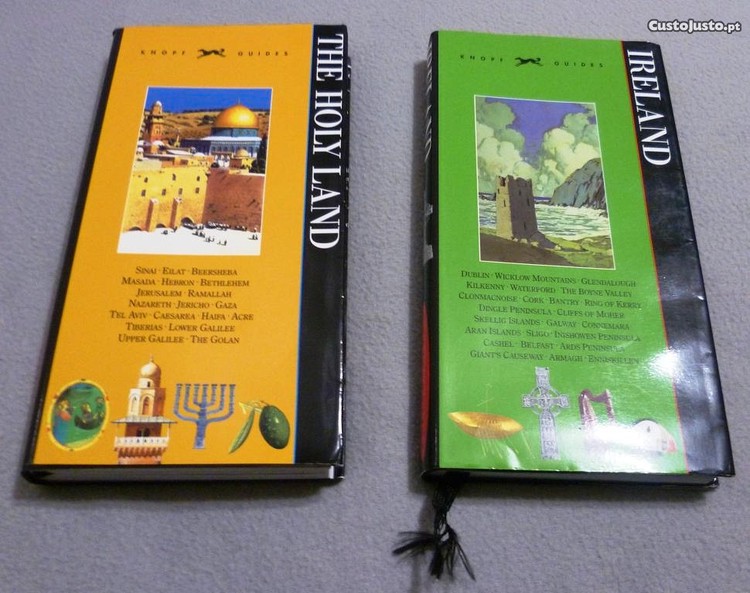 CustoJusto.pt
KNOPF GUIDES
THE HOLY LAND
SINAI · EILAT · BEERSHEBA
MASADA · HEBRON · BETHLEHEM
JERUSALEM · RAMALLAH
NAZARETH · JERICHO · GAZA
TEL AVIV · CAESAREA · HAIFA · ACRE
TIBERIAS · LOWER GALILEE
UPPER GALILEE · THE GOLAN
KNOPF GUIDES
IRELAND
DUBLIN · WICKLOW MOUNTAINS · GLENDALOUGH
KILKENNY · WATERFORD · THE BOYNE VALLEY
CLONMACNOISE · CORK · BANTRY · RING OF KERRY
DINGLE PENINSULA · CLIFFS OF MOHER
SKELLIG ISLANDS · GALWAY · CONNEMARA
ARAN ISLANDS · SLIGO · INISHOWEN PENINSULA
CASHEL · BELFAST · ARDS PENINSULA
GIANT'S CAUSEWAY · ARMAGH · ENNISKILLEN